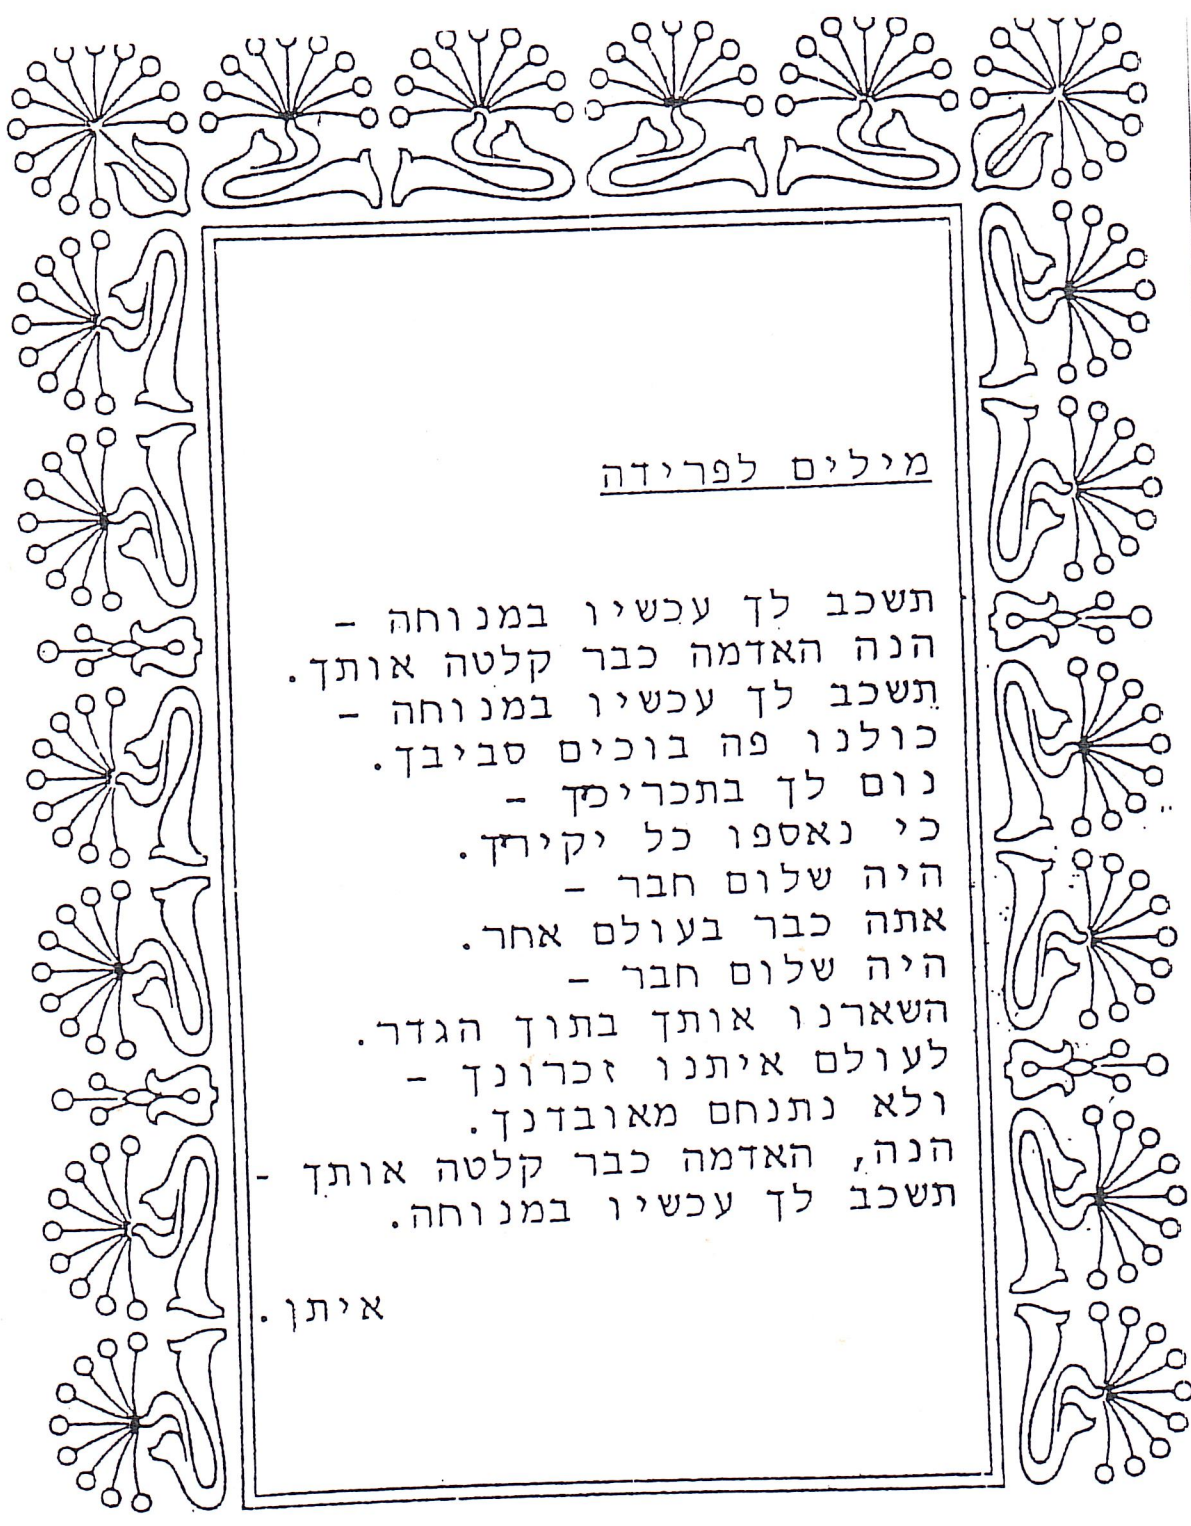 מילים לפרידה
תשכב לך עכשיו במנוחה -
הנה האדמה כבר קלטה אותך.
תשכב לך עכשיו במנוחה -
כולנו פה בוכים סביבך.
נום לך בתכריכיך -
כי נאספו כל יקיריך.
היה שלום חבר -
אתה כבר בעולם אחר.
היה שלום חבר -
השארנו אותך בתוך הגדר.
לעולם איתנו זכרונך -
ולא נתנחם מאובדנך.
הנה, האדמה כבר קלטה אותך -
תשכב לך עכשיו במנוחה.
איתן.